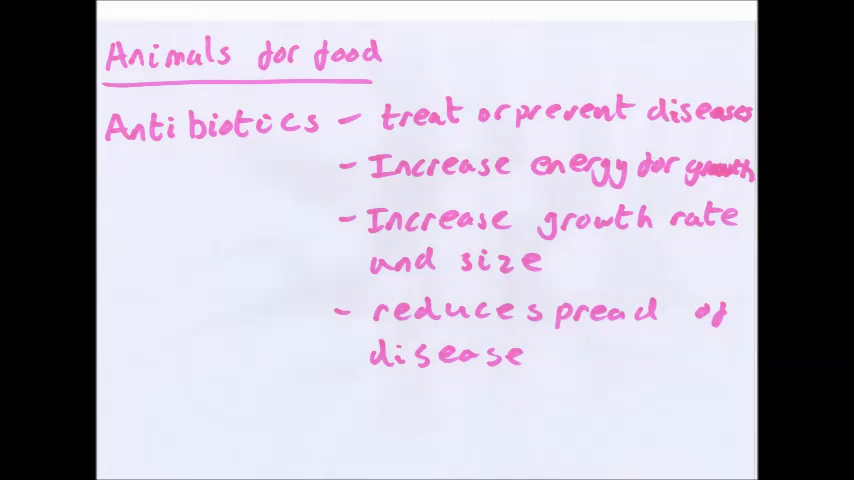 Animals for food
Antibiotics - treat or prevent diseases
- Increase energy for growth
- Increase growth rate
and size
- reduce spread of
disease